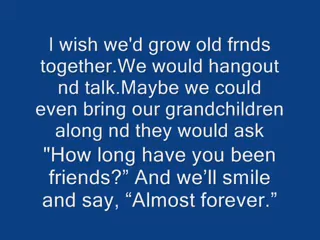 I wish we'd grow old frnds
together.We would hangout
nd talk.Maybe we could
even bring our grandchildren
along nd they would ask
"How long have you been
friends?” And we’ll smile
and say, “Almost forever.”